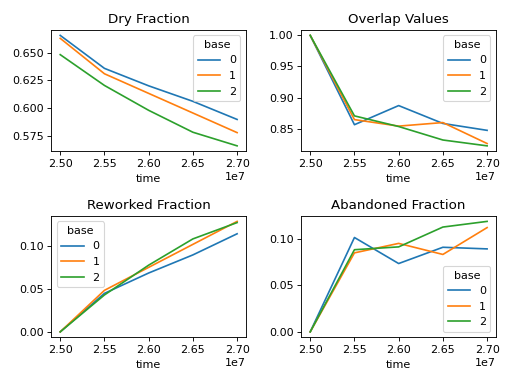 Dry Fraction
0.650
0.625
0.600
0.575
base
0
1
2
2.50 2.55 2.60 2.65 2.70
time
1e7
Overlap Values
1.00
0.95
0.90
0.85
base
0
1
2
2.50 2.55 2.60 2.65 2.70
time
1e7
Reworked Fraction
0.10
0.05
0.00
base
0
1
2
2.50 2.55 2.60 2.65 2.70
time
1e7
Abandoned Fraction
0.10
0.05
0.00
base
0
1
2
2.50 2.55 2.60 2.65 2.70
time
1e7